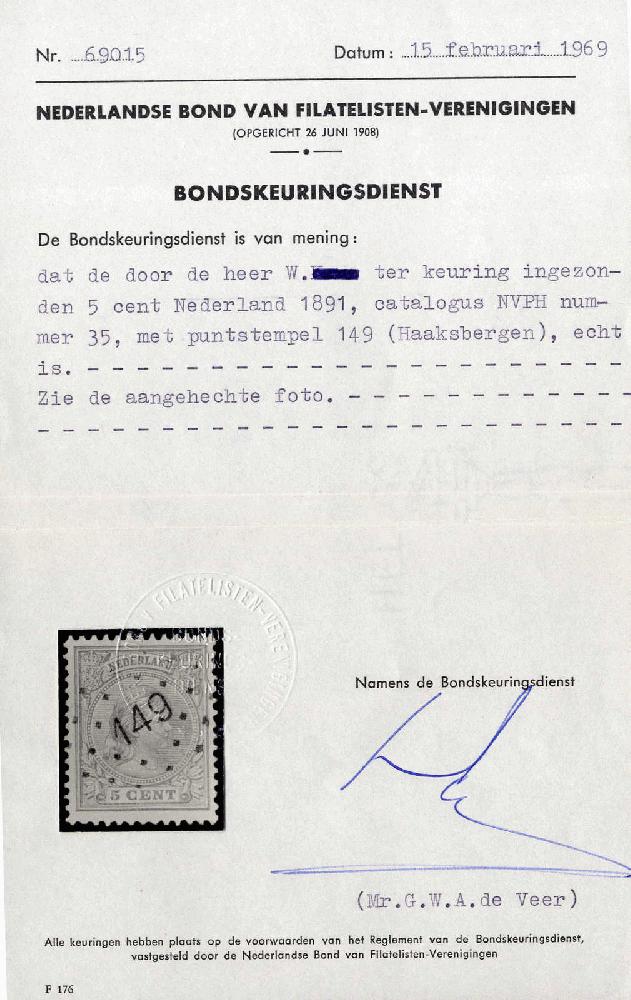 Nr. 69015 Datum: 15 februari 1969
NEDERLANDSE BOND VAN FILATELISTEN-VERENIGINGEN
(OPGERICHT 26 JUNI 1908)
BONDSKEURINGSDIENST
De Bondskeuringsdienst is van mening:
dat de door de heer W. ter keuring ingezon-
den 5 cent Nederland 1891, catalogus NVPH num-
mer 35, met puntstempel 149 (Haaksbergen), echt
is. - - - - - - - - - - - - - - - - - - - - - -
Zie de aangehechte foto. - - - - - - - - - - - -
- - - - - - - - - - - - - - - - - - - - - - - -
FILATELISTEN-VERENIGING
NEDERLAND
149
5 CENT
Namens de Bondskeuringsdienst
(Mr.G.W.A.de Veer)
Alle keuringen hebben plaats op de voorwaarden van het Reglement van de Bondskeuringsdienst,
vastgesteld door de Nederlandse Bond van Filatelisten-Verenigingen
F 176